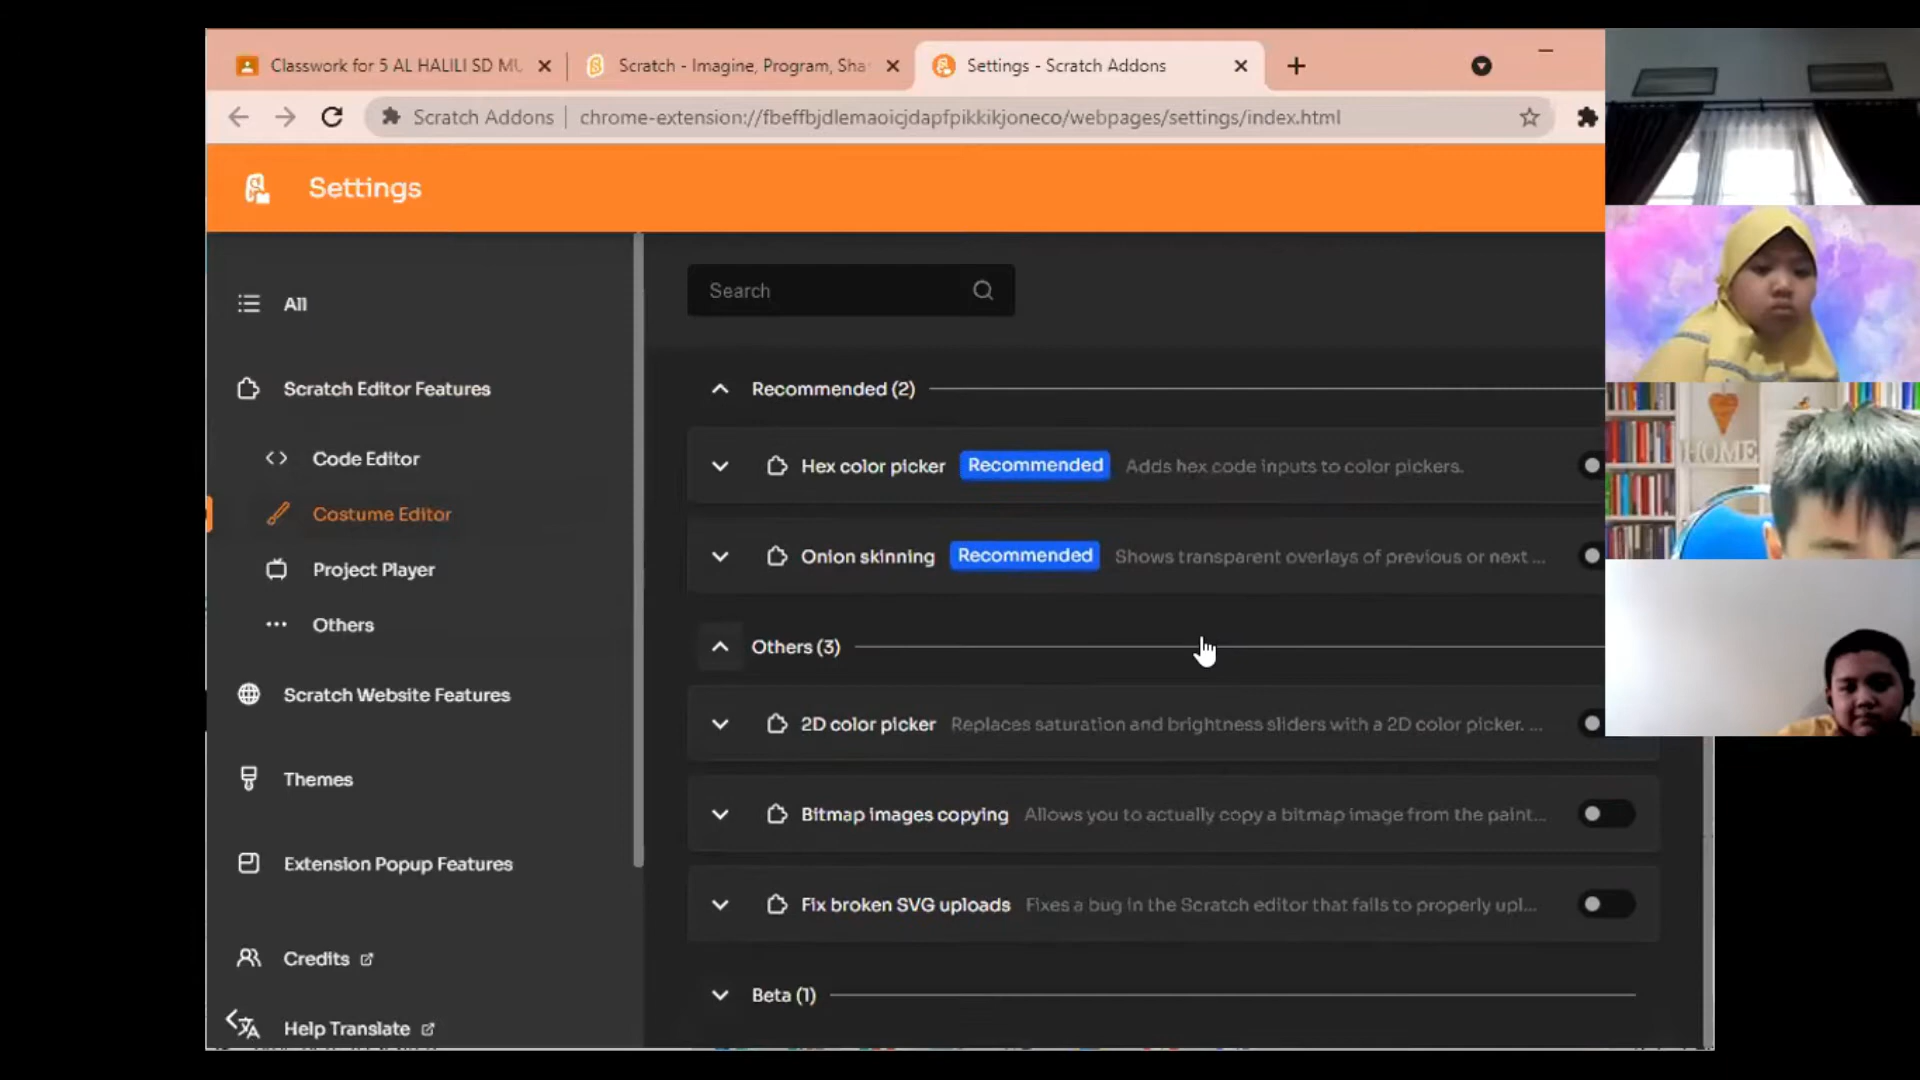 Classwork for 5 AL HALILI SD MU
Scratch - Imagine, Program, Sha
Settings - Scratch Addons
Scratch Addons
chrome-extension://fbeffbjdlemaoicjdapfpikkikjoneco/webpages/settings/index.html
Settings
All
Scratch Editor Features
Code Editor
Costume Editor
Project Player
Others
Scratch Website Features
Themes
Extension Popup Features
Credits
Help Translate
Search
Recommended (2)
Hex color picker Recommended Adds hex code inputs to color pickers.
Onion skinning Recommended Shows transparent overlays of previous or next ...
Others (3)
2D color picker Replaces saturation and brightness sliders with a 2D color picker. ...
Bitmap images copying Allows you to actually copy a bitmap image from the paint...
Fix broken SVG uploads Fixes a bug in the Scratch editor that fails to properly upl...
Beta (1)
HOME